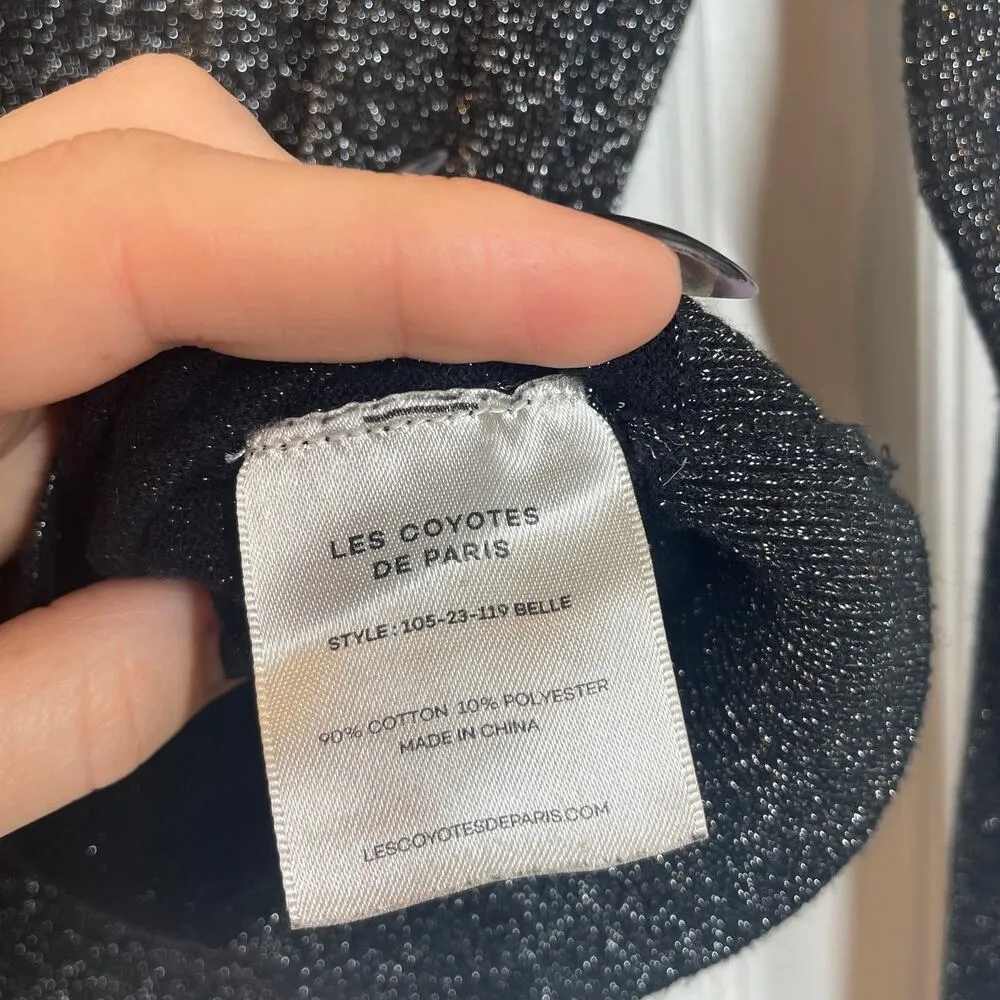 LES COYOTES
DE PARIS
STYLE: 105-23-119 BELLE
90% COTTON 10% POLYESTER
MADE IN CHINA
LESCOYOTESDEPARIS.COM